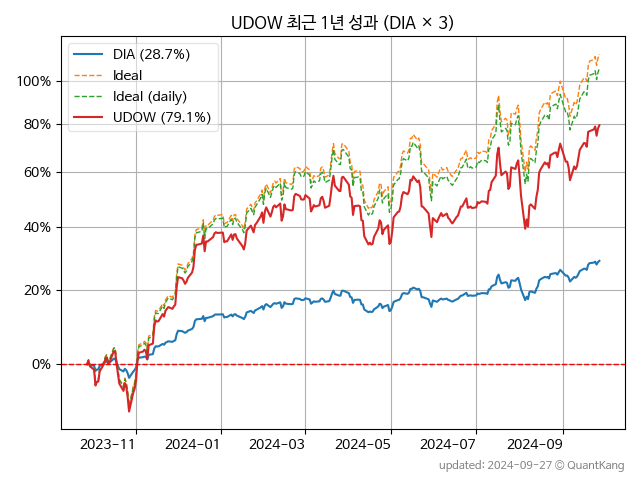 UDOW 최근 1년 성과 (DIA × 3)
DIA (28.7%)
Ideal
Ideal (daily)
UDOW (79.1%)
100%
80%
60%
40%
20%
0%
2023-11
2024-01
2024-03
2024-05
2024-07
2024-09
updated: 2024-09-27 © QuantKang